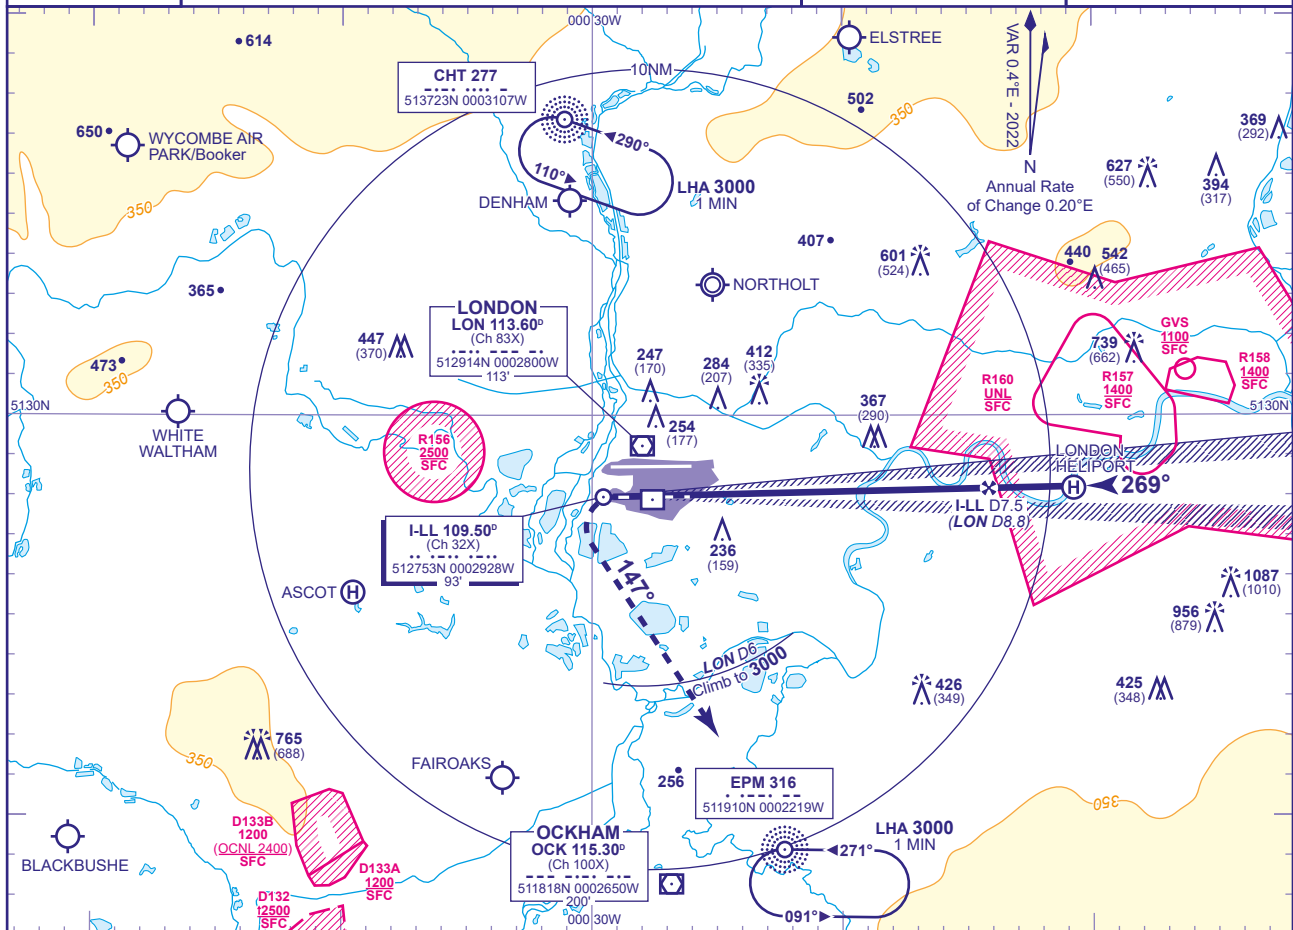 000 30W
614
ELSTREE
10NM
VAR 0.4°E - 2022
CHT 277
513723N 0003107W
502
350
369
(292)
650
WYCOMBE AIR
PARK/Booker
290°
110°
N
Annual Rate
of Change 0.20°E
627
(550)
394
(317)
LHA 3000
1 MIN
DENHAM
350
407
601
(524)
440
542
(465)
365
NORTHOLT
LONDON
LON 113.60ᴰ
(Ch 83X)
512914N 0002800W
113'
447
(370)
247
(170)
284
(207)
412
(335)
739
(662)
GVS
1100
SFC
R158
1400
SFC
R157
1400
SFC
R160
UNL
SFC
473
350
367
(290)
5130N
5130N
254
(177)
WHITE
WALTHAM
R156
2500
SFC
LONDON
HELIPORT
H
269°
I-LL D7.5
(LON D8.8)
I-LL 109.50ᴰ
(Ch 32X)
512753N 0002928W
93'
236
(159)
ASCOT
H
147°
1087
(1010)
956
(879)
LON D6
Climb to 3000
426
(349)
425
(348)
765
(688)
350
FAIROAKS
256
EPM 316
511910N 0002219W
350
D133B
1200
(OCNL 2400)
SFC
BLACKBUSHE
D133A
1200
SFC
OCKHAM
OCK 115.30ᴰ
(Ch 100X)
511818N 0002650W
200'
LHA 3000
1 MIN
271°
091°
D132
2500
SFC
000 30W